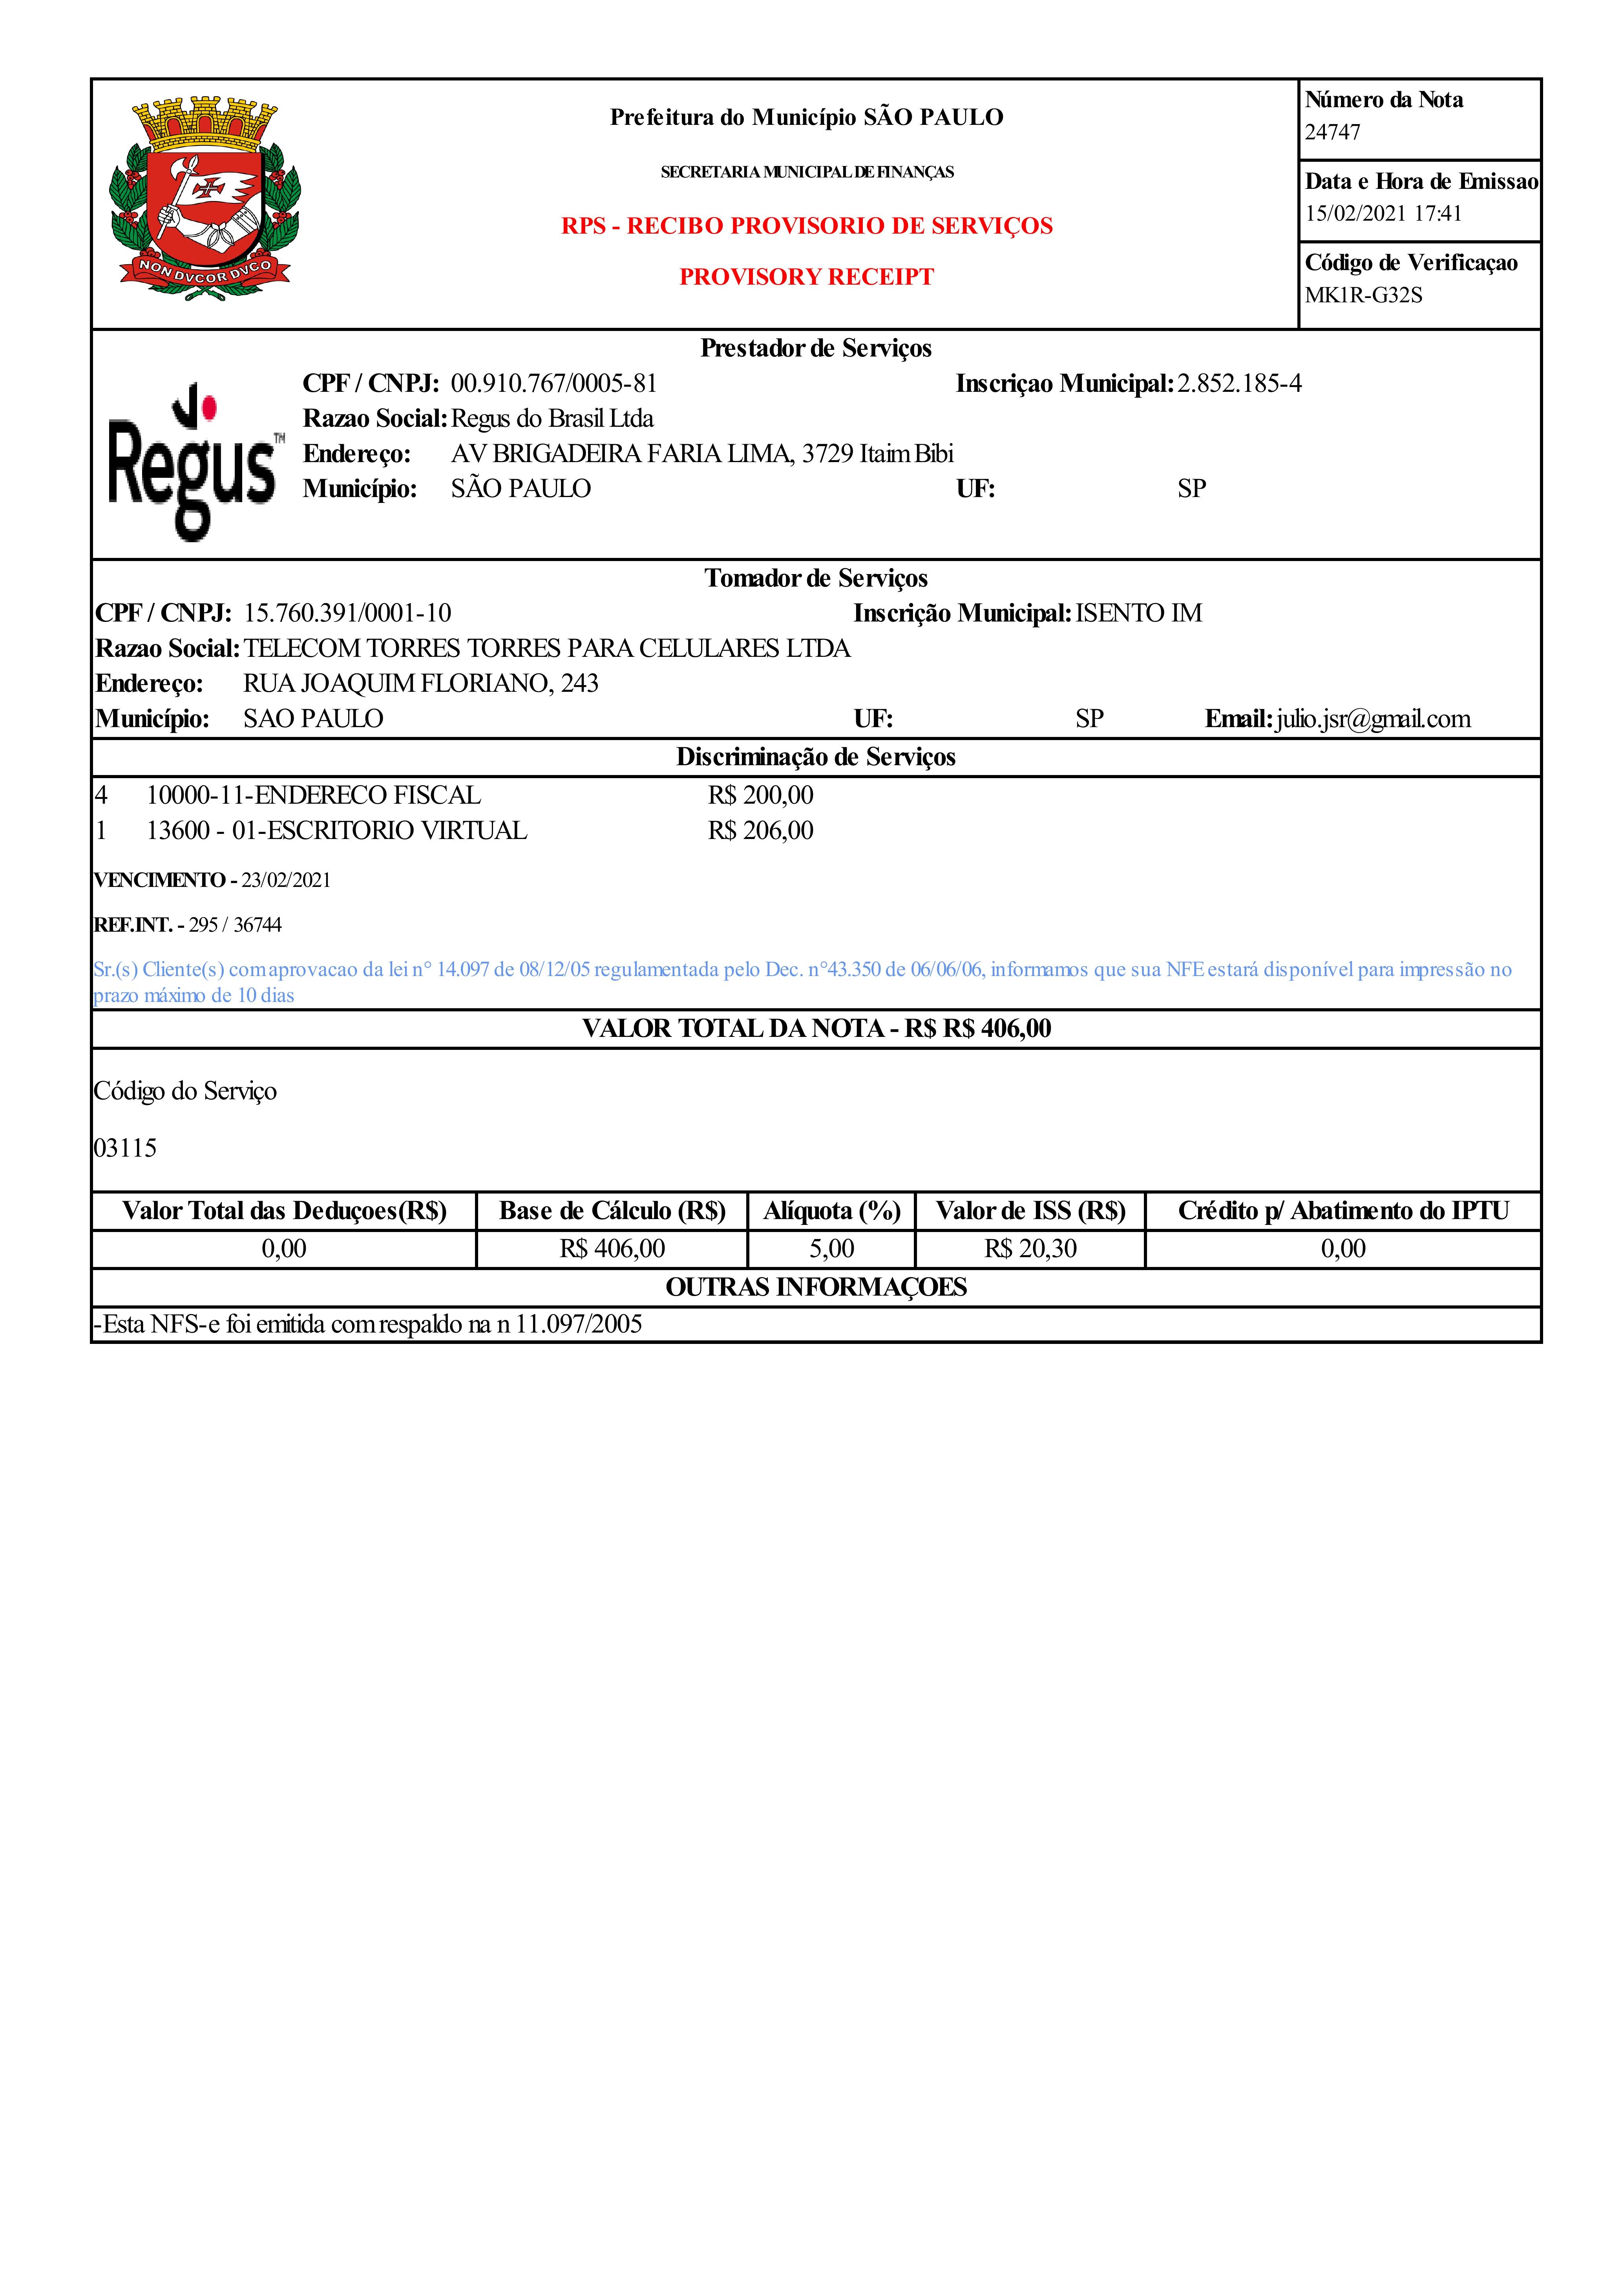 Prefeitura do Município SÃO PAULO
SECRETARIA MUNICIPAL DE FINANÇAS
RPS - RECIBO PROVISORIO DE SERVIÇOS
PROVISORY RECEIPT
NON DVCOR DVCO
Número da Nota
24747
Data e Hora de Emissao
15/02/2021 17:41
Código de Verificaçao
MK1R-G32S
Prestador de Serviços
Regus TM
CPF / CNPJ: 00.910.767/0005-81 Inscriçao Municipal: 2.852.185-4
Razao Social: Regus do Brasil Ltda
Endereço: AV BRIGADEIRA FARIA LIMA, 3729 Itaim Bibi
Município: SÃO PAULO UF: SP
Tomador de Serviços
CPF / CNPJ: 15.760.391/0001-10 Inscrição Municipal: ISENTO IM
Razao Social: TELECOM TORRES TORRES PARA CELULARES LTDA
Endereço: RUA JOAQUIM FLORIANO, 243
Município: SAO PAULO UF: SP Email: julio.jsr@gmail.com
Discriminação de Serviços
4 10000-11-ENDERECO FISCAL R$ 200,00
1 13600 - 01-ESCRITORIO VIRTUAL R$ 206,00
VENCIMENTO - 23/02/2021
REF.INT. - 295 / 36744
Sr.(s) Cliente(s) com aprovacao da lei n° 14.097 de 08/12/05 regulamentada pelo Dec. n°43.350 de 06/06/06, informamos que sua NFE estará disponível para impressão no
prazo máximo de 10 dias
VALOR TOTAL DA NOTA - R$ R$ 406,00
Código do Serviço
03115
Valor Total das Deduçoes(R$) Base de Cálculo (R$) Alíquota (%) Valor de ISS (R$) Crédito p/ Abatimento do IPTU
0,00 R$ 406,00 5,00 R$ 20,30 0,00
OUTRAS INFORMAÇOES
-Esta NFS-e foi emitida com respaldo na n 11.097/2005